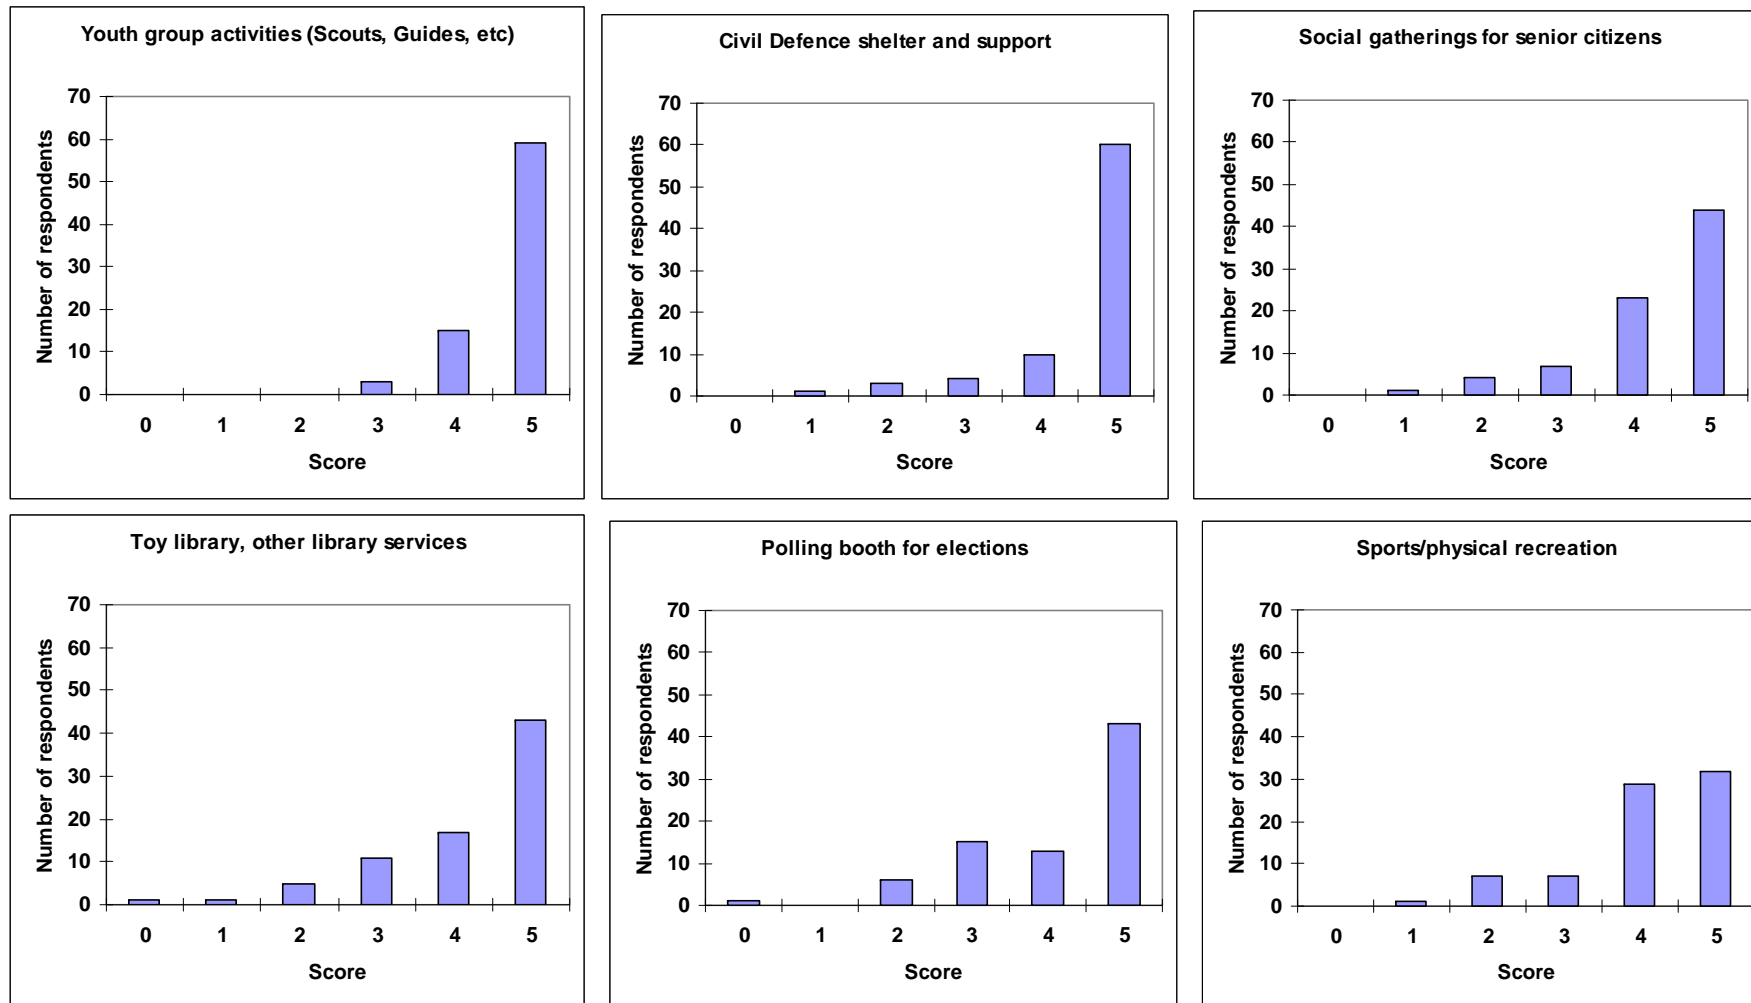 Youth group activities (Scouts, Guides, etc)
Number of respondents
70
60
50
40
30
20
10
0
0 1 2 3 4 5
Score
Civil Defence shelter and support
Number of respondents
70
60
50
40
30
20
10
0
0 1 2 3 4 5
Score
Social gatherings for senior citizens
Number of respondents
70
60
50
40
30
20
10
0
0 1 2 3 4 5
Score
Toy library, other library services
Number of respondents
70
60
50
40
30
20
10
0
0 1 2 3 4 5
Score
Polling booth for elections
Number of respondents
70
60
50
40
30
20
10
0
0 1 2 3 4 5
Score
Sports/physical recreation
Number of respondents
70
60
50
40
30
20
10
0
0 1 2 3 4 5
Score